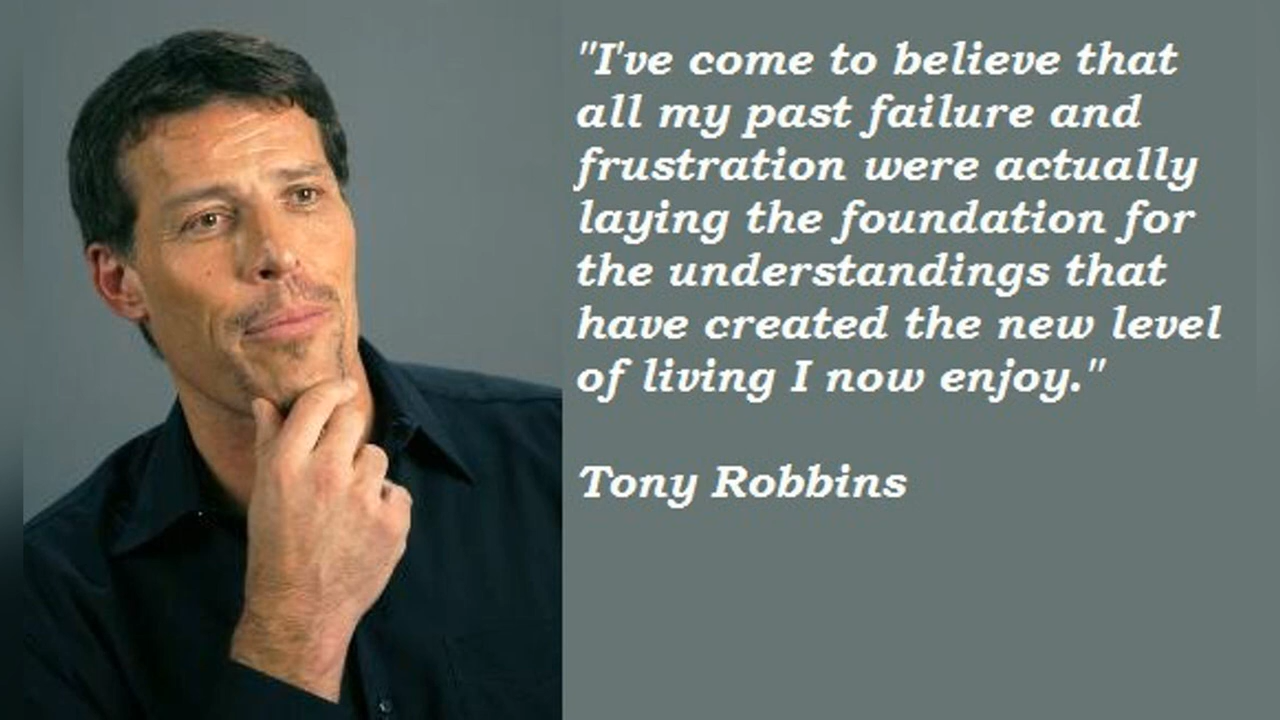 "I've come to believe that
all my past failure and
frustration were actually
laying the foundation for
the understandings that
have created the new level
of living I now enjoy."
Tony Robbins